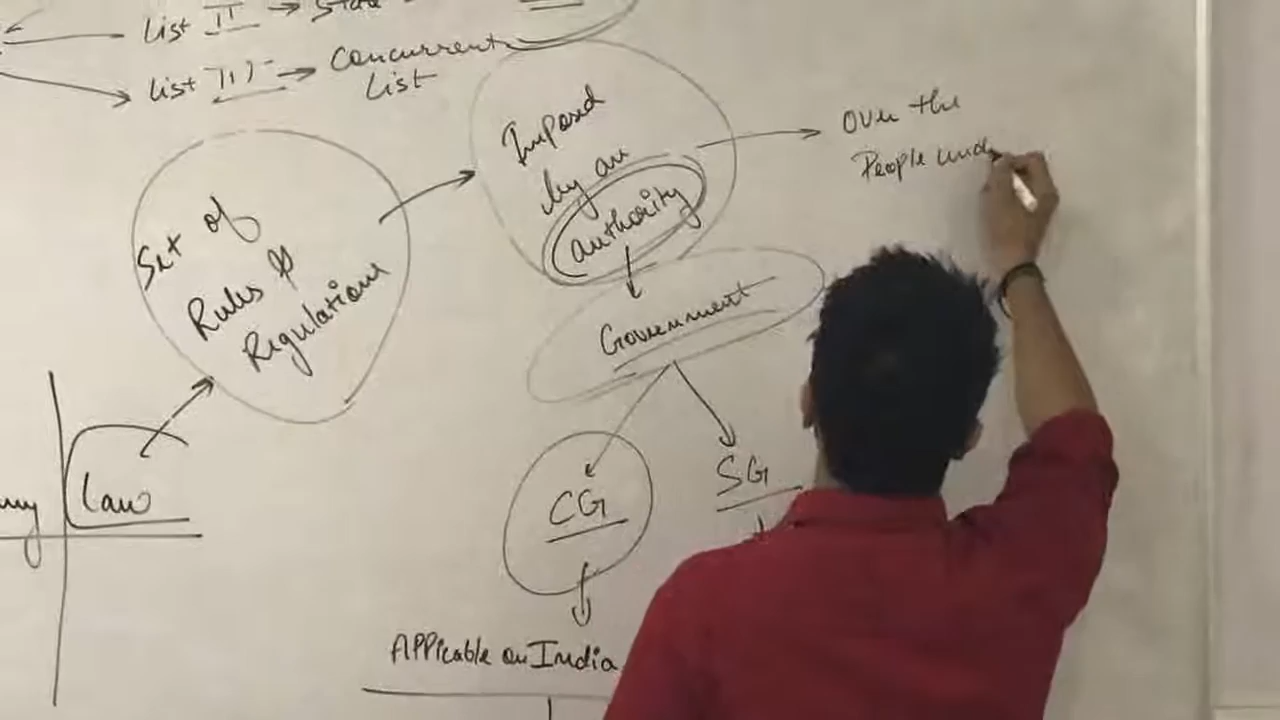 List II → State
List III → Concurrent
List
Imposed
by an
authority
Over the
People und
Set of
Rules &
Regulations
Government
Law
CG
SG
APPicable on India